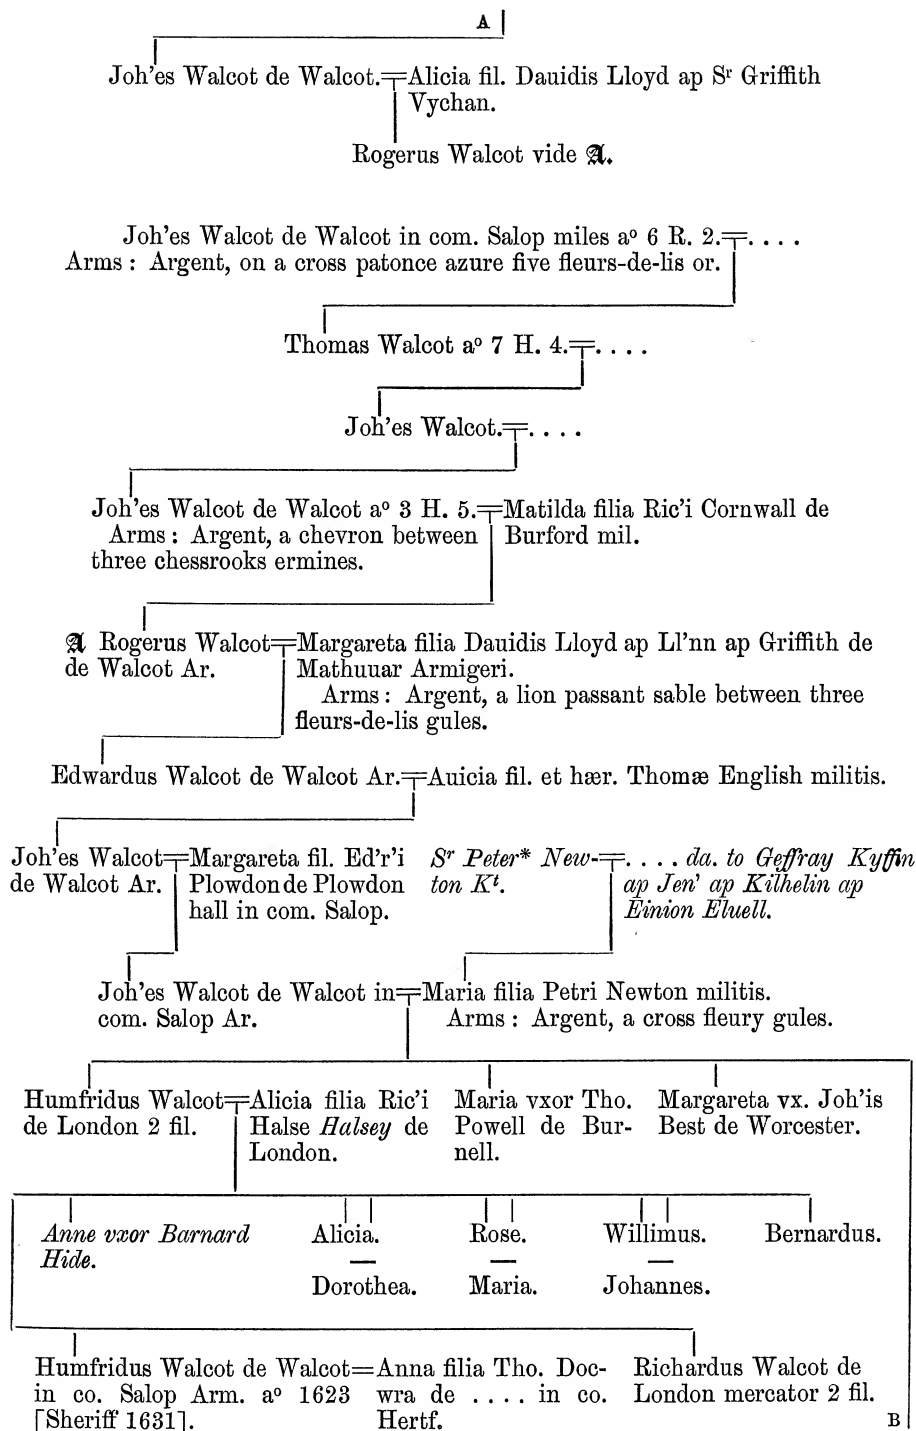 A
Joh'es Walcot de Walcot.=Alicia fil. Dauidis Lloyd ap Sʳ Griffith
Vychan.
Rogerus Walcot vide 𝕬.
Joh'es Walcot de Walcot in com. Salop miles aᵒ 6 R. 2.=. . . .
Arms : Argent, on a cross patonce azure five fleurs-de-lis or.
Thomas Walcot aᵒ 7 H. 4.=. . . .
Joh'es Walcot.=. . . .
Joh'es Walcot de Walcot aᵒ 3 H. 5.=Matilda filia Ric'i Cornwall de
Arms : Argent, a chevron between
three chessrooks ermines.
Burford mil.
𝕬 Rogerus Walcot=Margareta filia Dauidis Lloyd ap Ll'nn ap Griffith de
de Walcot Ar.
Mathuuar Armigeri.
Arms : Argent, a lion passant sable between three
fleurs-de-lis gules.
Edwardus Walcot de Walcot Ar.=Auicia fil. et hær. Thomæ English militis.
Joh'es Walcot=Margareta fil. Ed'r'i
de Walcot Ar.
Plowdon de Plowdon
hall in com. Salop.
Sʳ Peter* New-=. . . . da. to Geffray Kyffin
ton Kᵗ.
ap Jen' ap Kilhelin ap
Einion Eluell.
Joh'es Walcot de Walcot in=Maria filia Petri Newton militis.
com. Salop Ar.
Arms : Argent, a cross fleury gules.
Humfridus Walcot=Alicia filia Ric'i
de London 2 fil.
Halse Halsey de
London.
Maria vxor Tho.
Powell de Bur-
nell.
Margareta vx. Joh'is
Best de Worcester.
Anne vxor Barnard
Hide.
Alicia.
—
Dorothea.
Rose.
—
Maria.
Willimus.
—
Johannes.
Bernardus.
Humfridus Walcot de Walcot=Anna filia Tho. Doc-
in co. Salop Arm. aᵒ 1623
[Sheriff 1631].
wra de . . . . in co.
Hertf.
Richardus Walcot de
London mercator 2 fil.
B